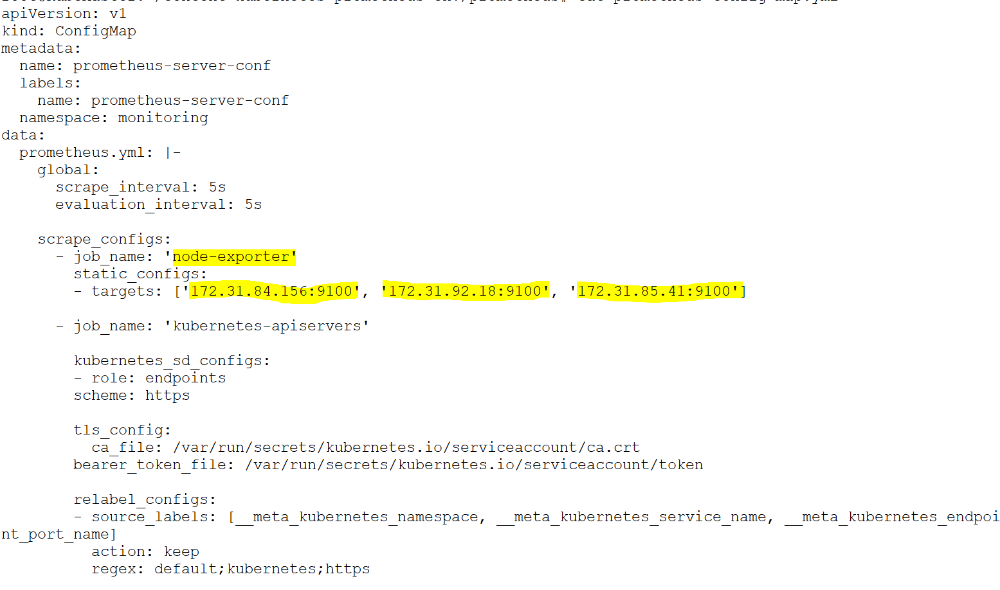 apiVersion: v1
kind: ConfigMap
metadata:
  name: prometheus-server-conf
  labels:
    name: prometheus-server-conf
  namespace: monitoring
data:
  prometheus.yml: |-
    global:
      scrape_interval: 5s
      evaluation_interval: 5s

    scrape_configs:
      - job_name: 'node-exporter'
        static_configs:
        - targets: ['172.31.84.156:9100', '172.31.92.18:9100', '172.31.85.41:9100']

      - job_name: 'kubernetes-apiservers'

        kubernetes_sd_configs:
        - role: endpoints
        scheme: https

        tls_config:
          ca_file: /var/run/secrets/kubernetes.io/serviceaccount/ca.crt
        bearer_token_file: /var/run/secrets/kubernetes.io/serviceaccount/token

        relabel_configs:
        - source_labels: [__meta_kubernetes_namespace, __meta_kubernetes_service_name, __meta_kubernetes_endpoi
nt_port_name]
          action: keep
          regex: default;kubernetes;https